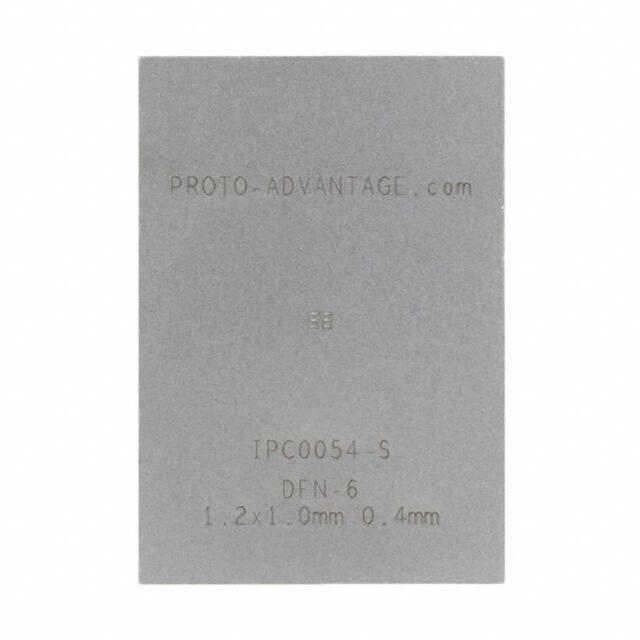 PROTO-ADVANTAGE.com
IPC0054-S
DFN-6
1.2x1.0mm 0.4mm